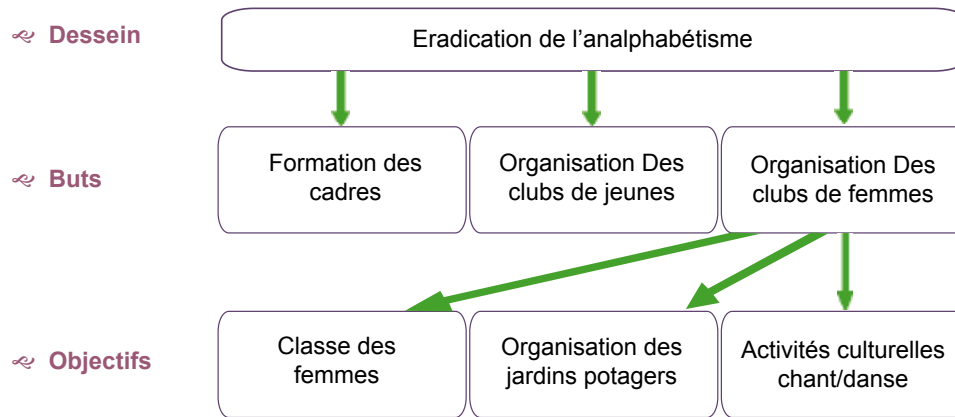 Dessein
Eradication de l’analphabétisme
Buts
Formation des
cadres
Organisation Des
clubs de jeunes
Organisation Des
clubs de femmes
Objectifs
Classe des
femmes
Organisation des
jardins potagers
Activités culturelles
chant/danse